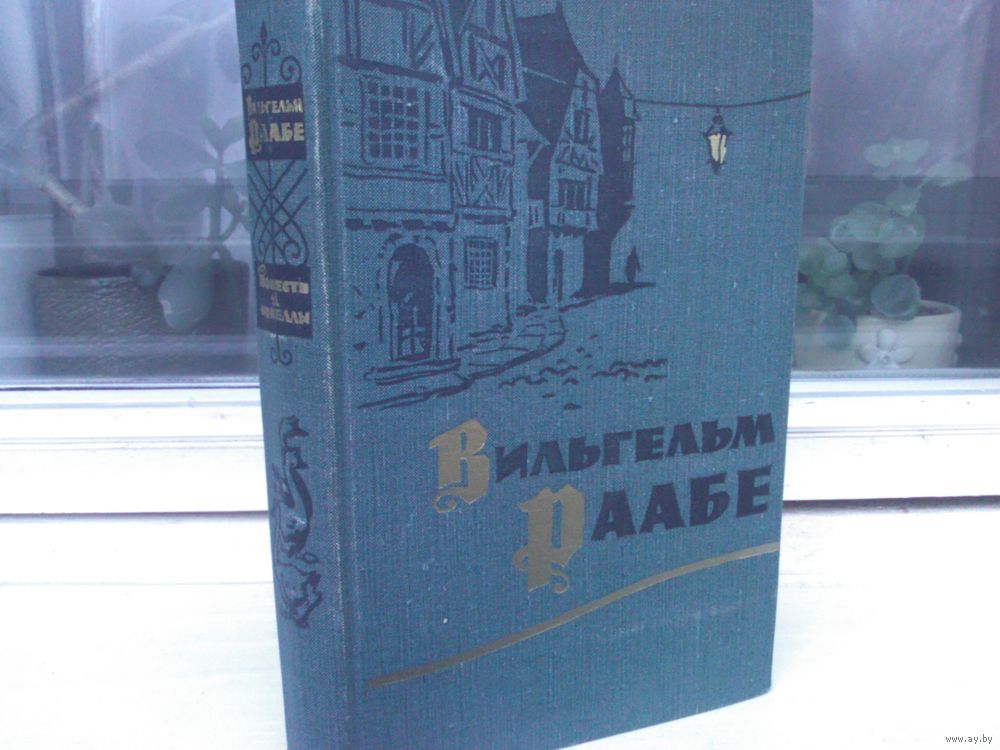 Вильгельм
Раабе
Повести
и
новеллы
Вильгельм
Раабе
www.ay.by